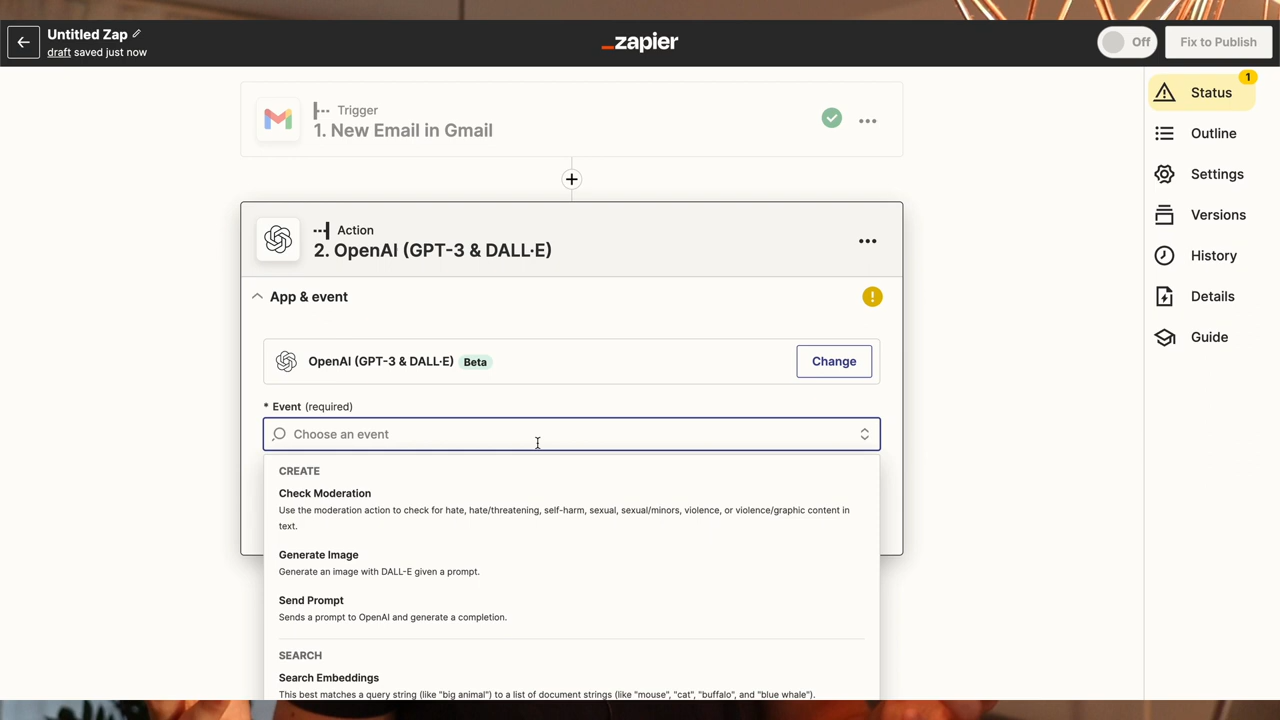 Untitled Zap
draft saved just now
zapier
Off
Fix to Publish
Trigger
1. New Email in Gmail
Action
2. OpenAI (GPT-3 & DALL·E)
App & event
OpenAI (GPT-3 & DALL·E) Beta
Change
* Event (required)
Choose an event
CREATE
Check Moderation
Use the moderation action to check for hate, hate/threatening, self-harm, sexual, sexual/minors, violence, or violence/graphic content in
text.
Generate Image
Generate an image with DALL-E given a prompt.
Send Prompt
Sends a prompt to OpenAI and generate a completion.
SEARCH
Search Embeddings
This best matches a query string (like "big animal") to a list of document strings (like "mouse", "cat", "buffalo", and "blue whale").
1
Status
Outline
Settings
Versions
History
Details
Guide